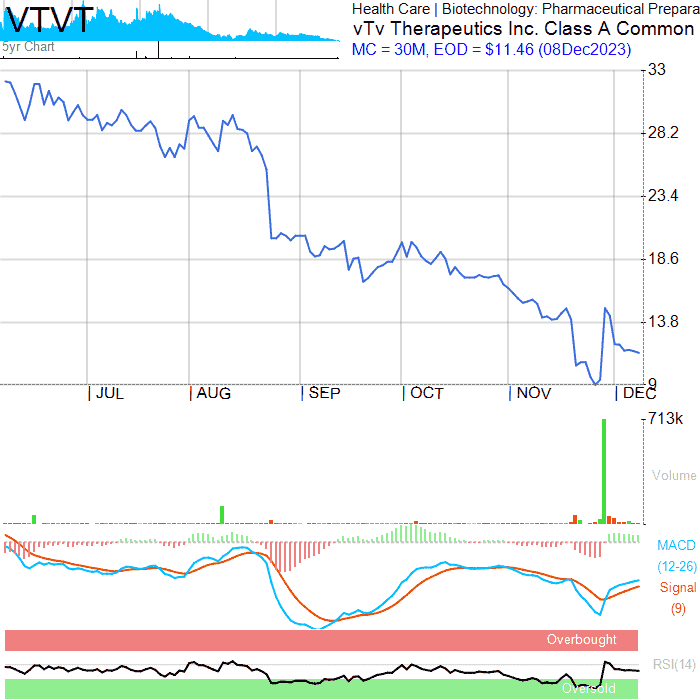 VTVT
5yr Chart
Health Care | Biotechnology: Pharmaceutical Prepara
vTv Therapeutics Inc. Class A Common
MC = 30M, EOD = $11.46 (08Dec2023)
33
28.2
23.4
18.6
13.8
9
JUL
AUG
SEP
OCT
NOV
DEC
713k
Volume
MACD
(12-26)
Signal
(9)
Overbought
RSI(14)
Oversold